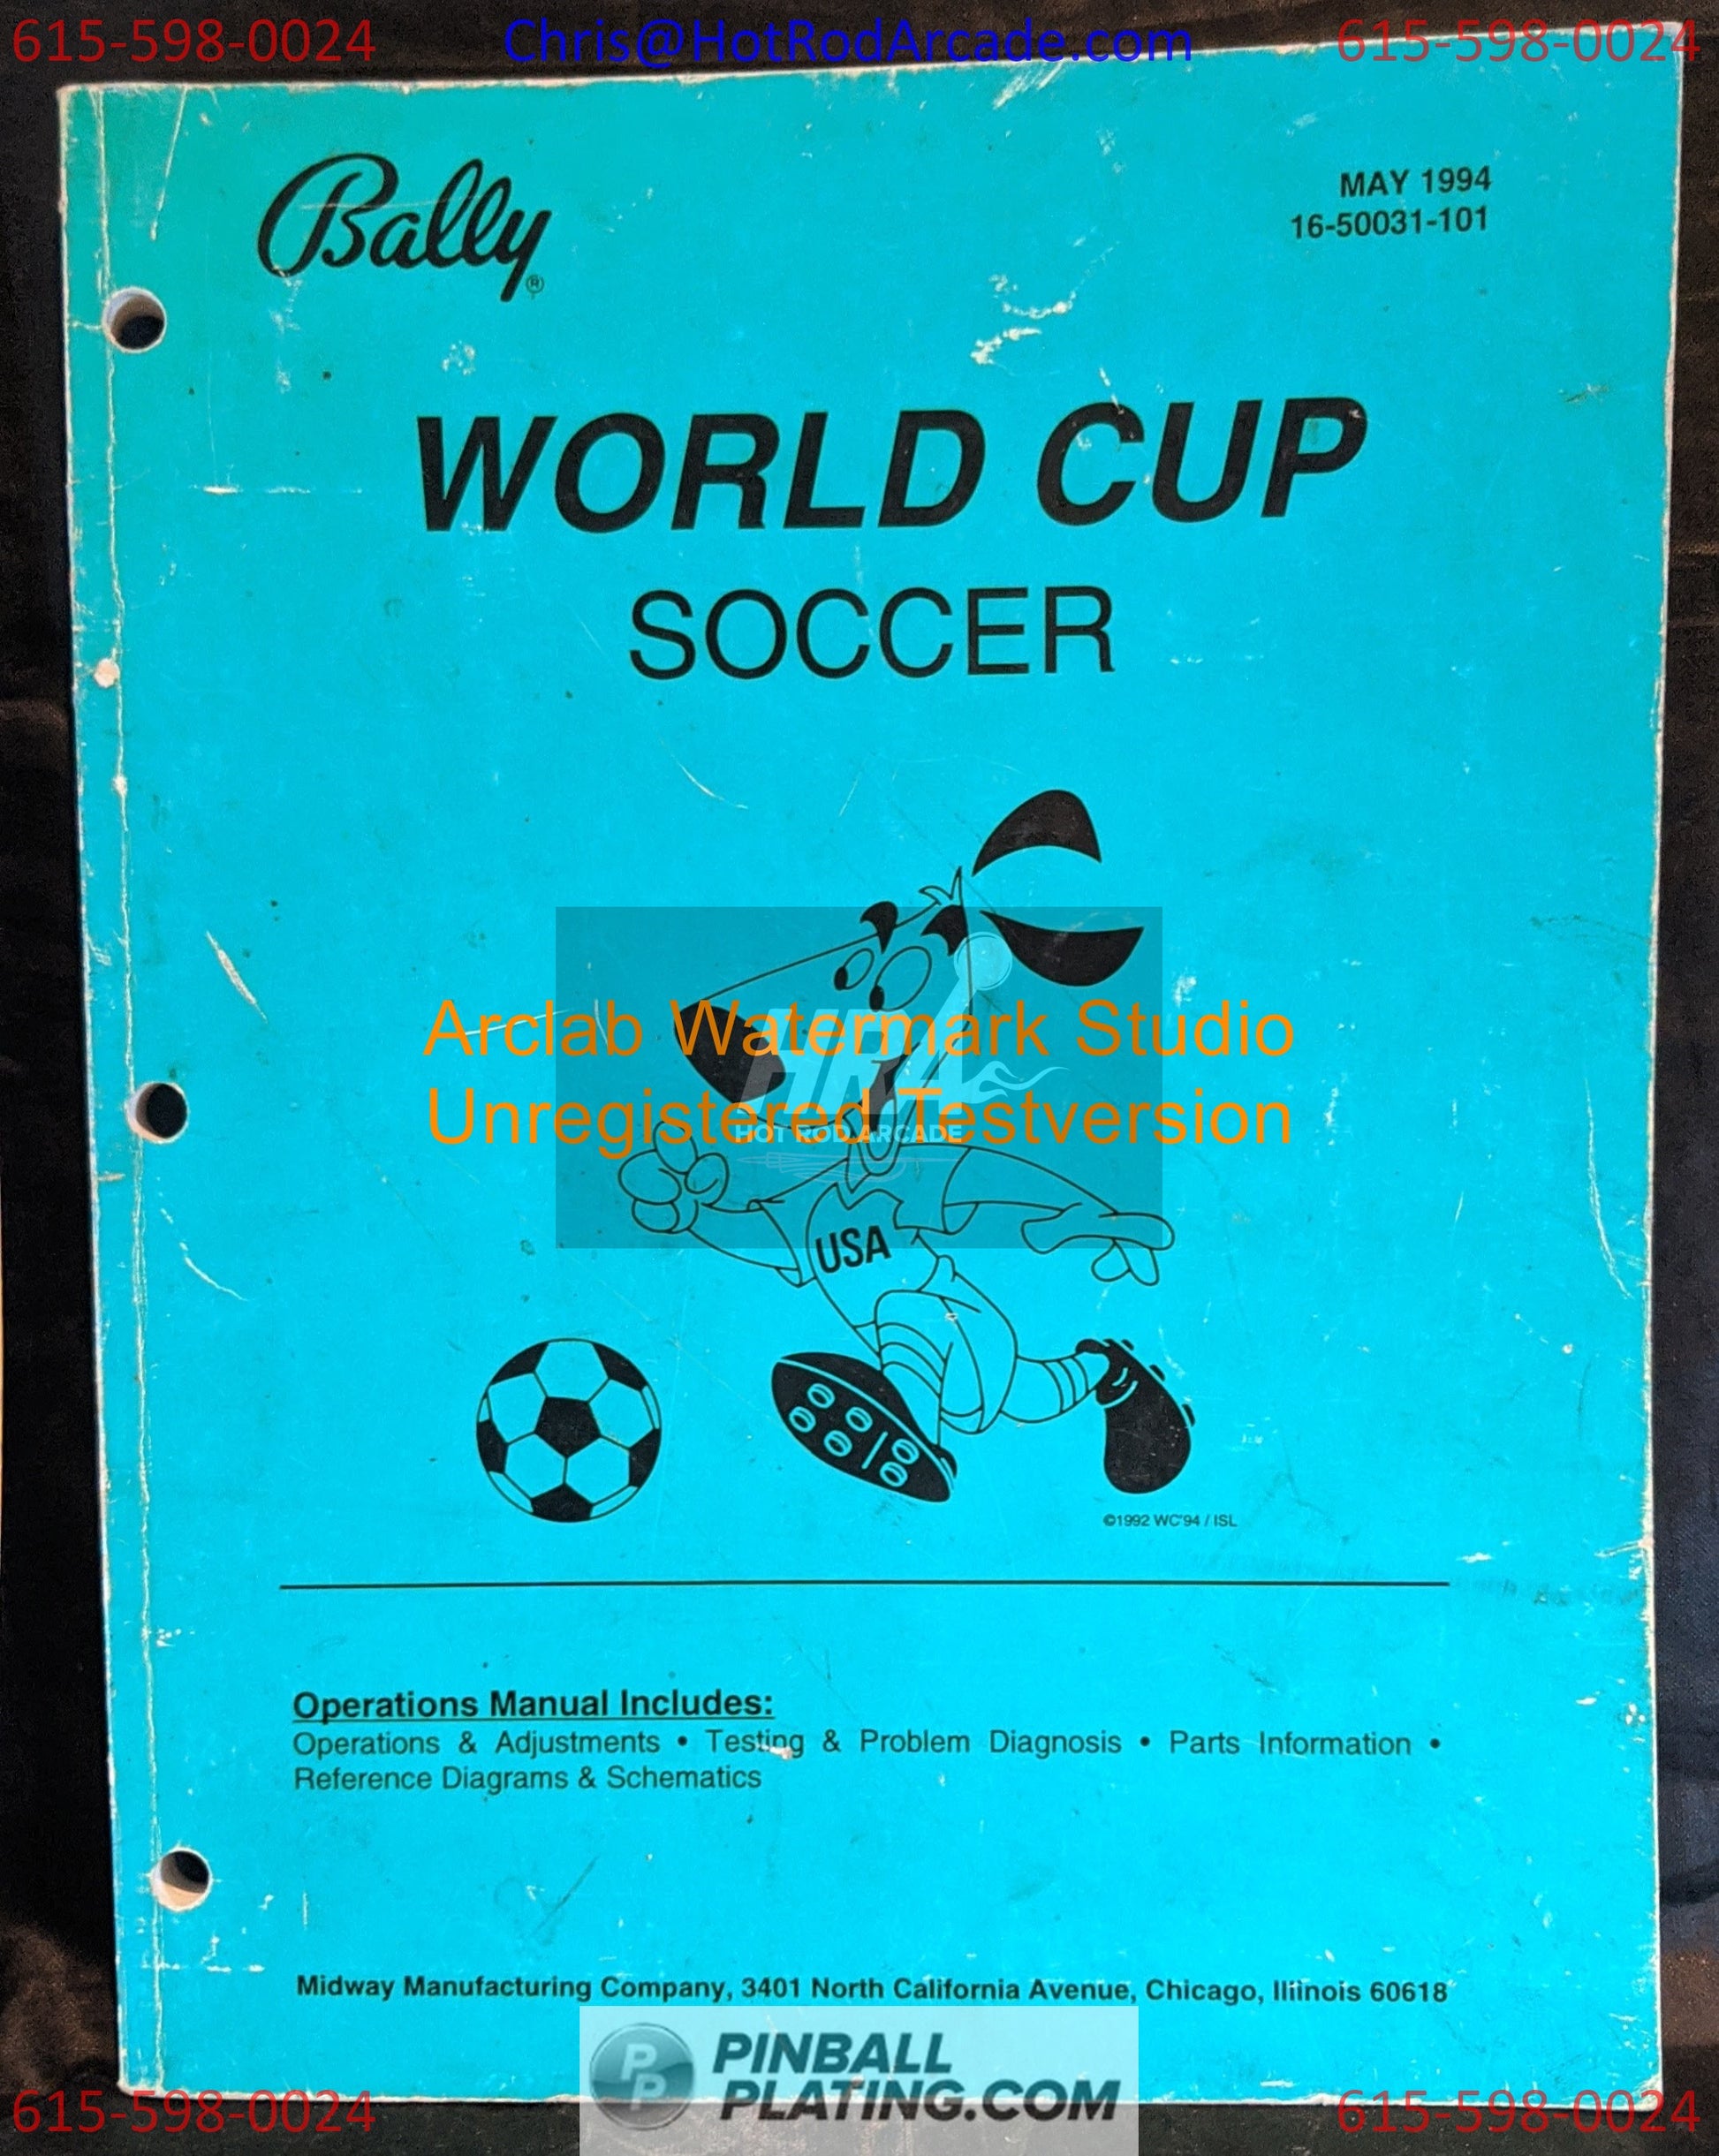 615-598-0024 Chris@HotRodArcade.com 615-598-0024
Bally®
MAY 1994
16-50031-101
WORLD CUP
SOCCER
Arclab Watermark Studio
HRA
Unregistered Testversion
HOT ROD ARCADE
USA
©1992 WC'94 / ISL
Operations Manual Includes:
Operations & Adjustments • Testing & Problem Diagnosis • Parts Information •
Reference Diagrams & Schematics
Midway Manufacturing Company, 3401 North California Avenue, Chicago, Illinois 60618
PP
PINBALL
PLATING.COM
615-598-0024 615-598-0024